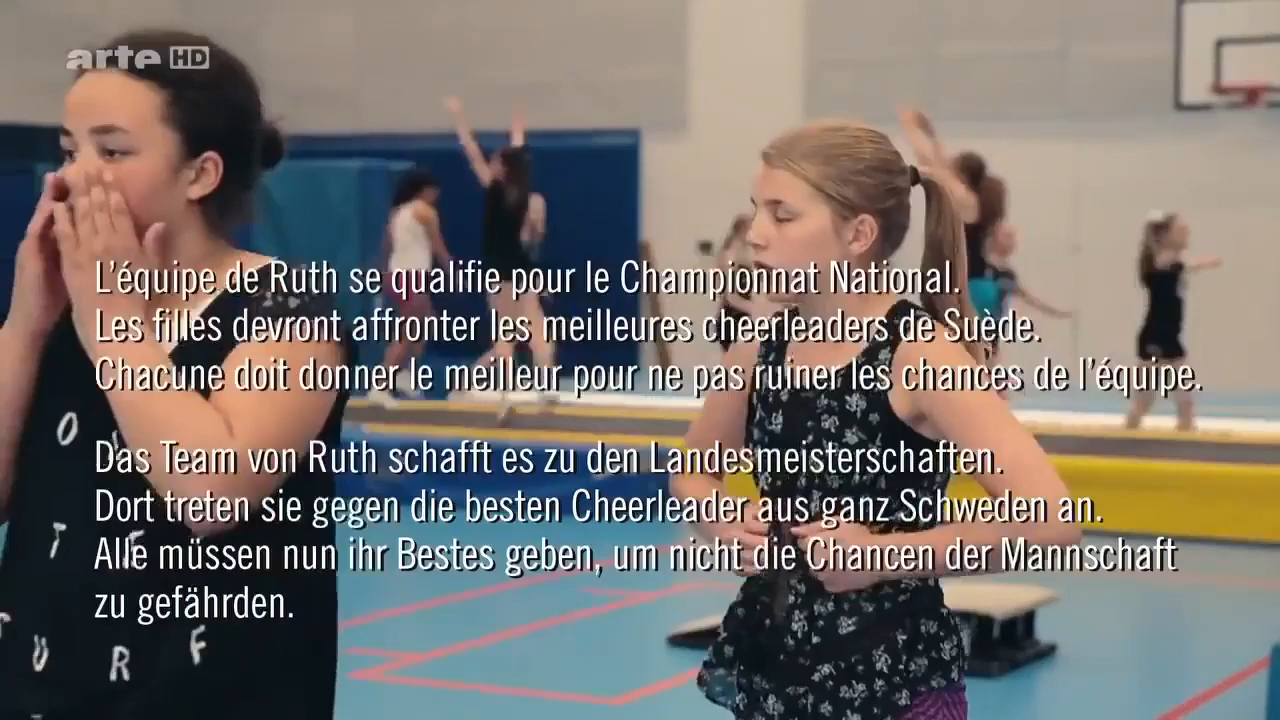 arte HD
L'équipe de Ruth se qualifie pour le Championnat National.
Les filles devront affronter les meilleures cheerleaders de Suède.
Chacune doit donner le meilleur pour ne pas ruiner les chances de l'équipe.
Das Team von Ruth schafft es zu den Landesmeisterschaften.
Dort treten sie gegen die besten Cheerleader aus ganz Schweden an.
Alle müssen nun ihr Bestes geben, um nicht die Chancen der Mannschaft
zu gefährden.